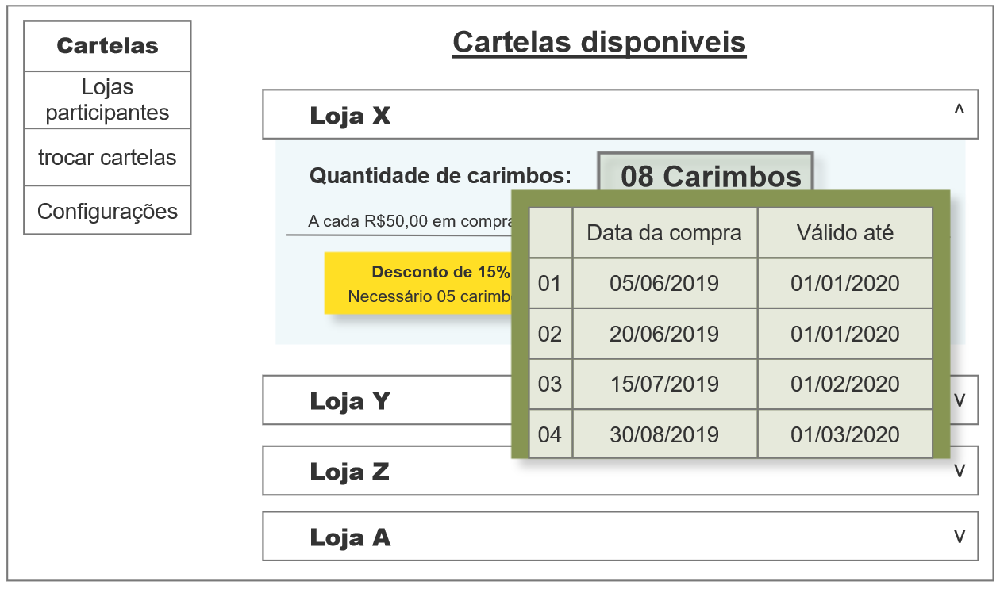 Cartelas
Lojas
participantes
trocar cartelas
Configurações
Cartelas disponiveis
Loja X
^
Quantidade de carimbos:
08 Carimbos
A cada R$50,00 em compra
Desconto de 15%
Necessário 05 carimb
Data da compra Válido até
01 05/06/2019 01/01/2020
02 20/06/2019 01/01/2020
03 15/07/2019 01/02/2020
04 30/08/2019 01/03/2020
Loja Y
v
Loja Z
v
Loja A
v